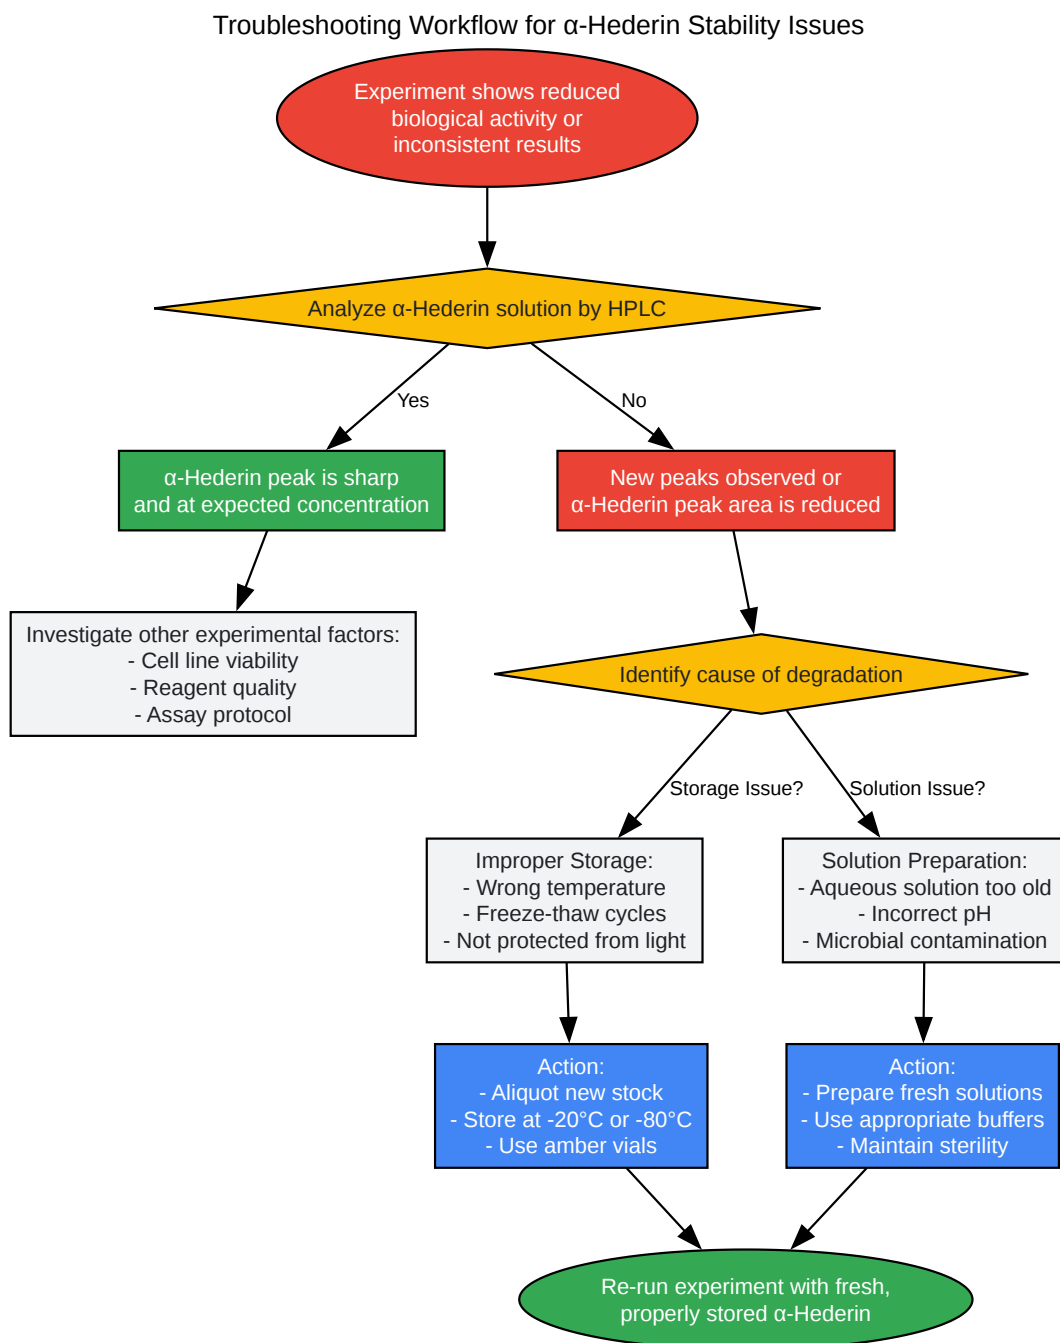 Troubleshooting Workflow for α-Hederin Stability Issues
Experiment shows reduced
biological activity or
inconsistent results
Analyze α-Hederin solution by HPLC
Yes
No
α-Hederin peak is sharp
and at expected concentration
New peaks observed or
α-Hederin peak area is reduced
Investigate other experimental factors:
- Cell line viability
- Reagent quality
- Assay protocol
Identify cause of degradation
Storage Issue?
Solution Issue?
Improper Storage:
- Wrong temperature
- Freeze-thaw cycles
- Not protected from light
Solution Preparation:
- Aqueous solution too old
- Incorrect pH
- Microbial contamination
Action:
- Aliquot new stock
- Store at -20°C or -80°C
- Use amber vials
Action:
- Prepare fresh solutions
- Use appropriate buffers
- Maintain sterility
Re-run experiment with fresh,
properly stored α-Hederin